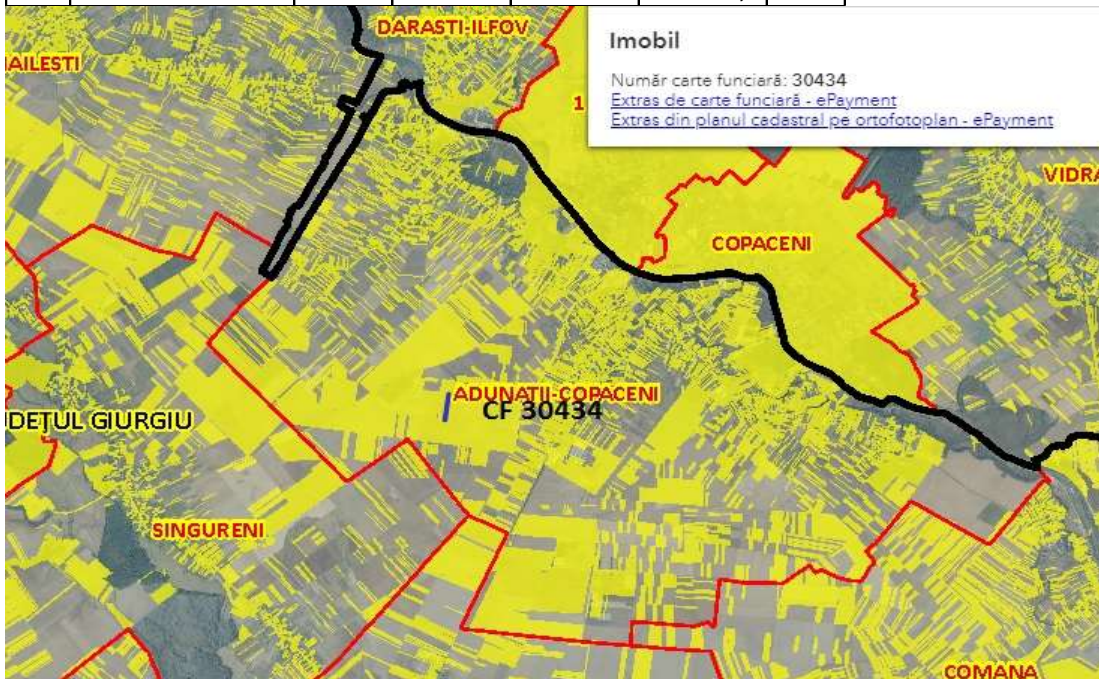 DARASTI-ILFOV
AILESTI
Imobil
Număr carte funciară: 30434
Extras de carte funciară - ePayment
Extras din planul cadastral pe ortofotoplan - ePayment
1
VIDRA
COPACENI
ADUNATII-COPACENI
CF 30434
DEȚUL GIURGIU
SINGURENI
COMANA